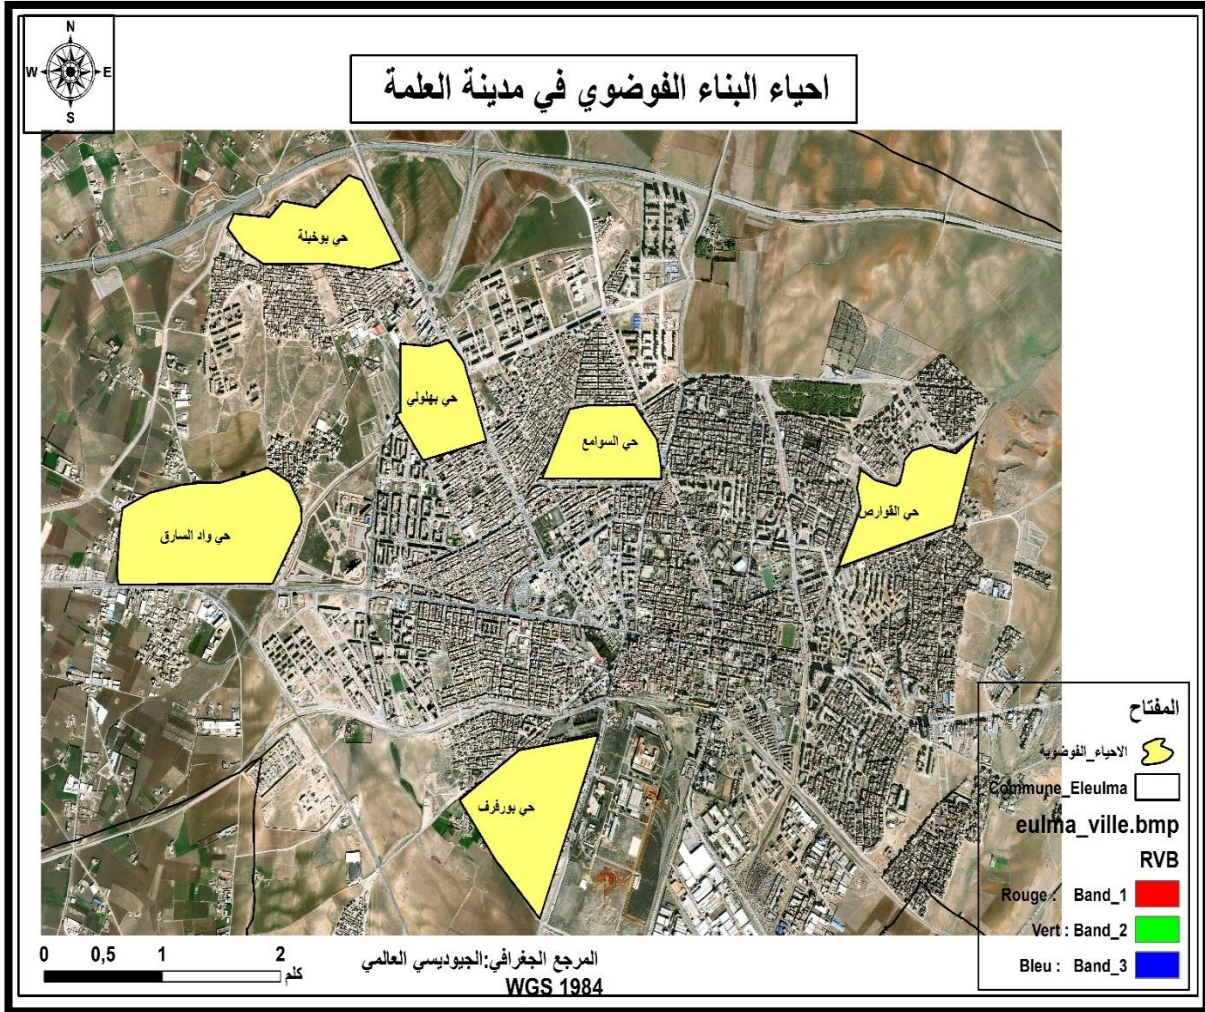 N
W E
S
احياء البناء الفوضوي في مدينة العلمة
حي بوخبلة
حي بهلولي
حي السوامع
حي القوارص
حي واد السارق
حي بورفرف
المفتاح
الاحياء_الفوضوية
Commune_Eleulma
eulma_ville.bmp
RVB
Rouge : Band_1
Vert : Band_2
Bleu : Band_3
0 0,5 1 2
كلم
المرجع الجغرافي:الجيوديسي العالمي
WGS 1984